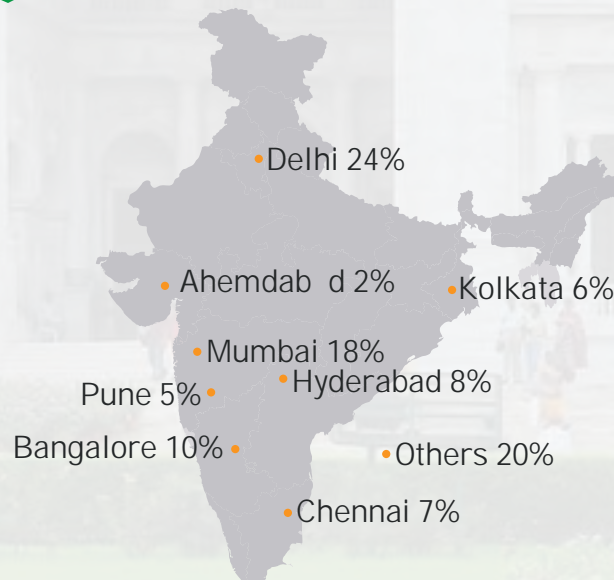 Delhi 24%
Ahemdab d 2%
Kolkata 6%
Mumbai 18%
Hyderabad 8%
Pune 5%
Bangalore 10%
Others 20%
Chennai 7%